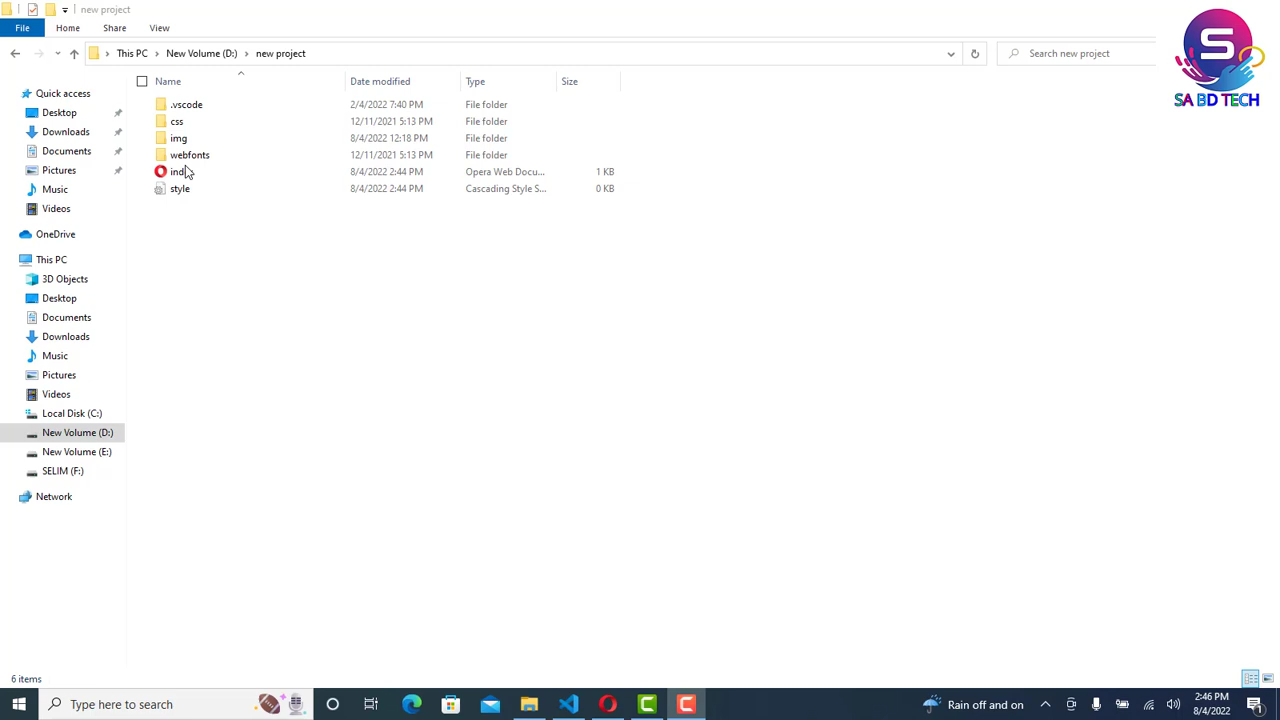 new project
File Home Share View
This PC New Volume (D:) new project
Search new project
S
SA BD TECH
Name Date modified Type Size
.vscode 2/4/2022 7:40 PM File folder
css 12/11/2021 5:13 PM File folder
img 8/4/2022 12:18 PM File folder
webfonts 12/11/2021 5:13 PM File folder
8/4/2022 2:44 PM Opera Web Docu... 1 KB
style 8/4/2022 2:44 PM Cascading Style S... 0 KB
Quick access
Desktop
Downloads
Documents
Pictures
Music
Videos
OneDrive
This PC
3D Objects
Desktop
Documents
Downloads
Music
Pictures
Videos
Local Disk (C:)
New Volume (D:)
New Volume (E:)
SELIM (F:)
Network
6 items
Type here to search
Rain off and on
2:46 PM
8/4/2022
1